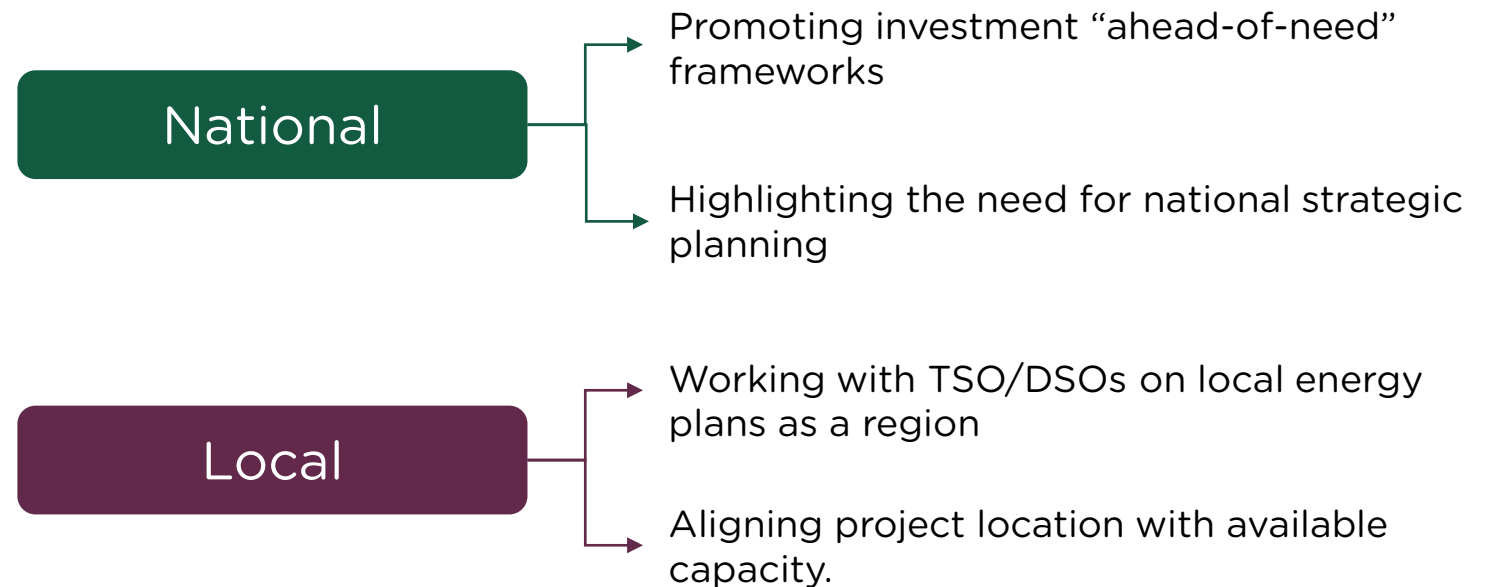 National
Promoting investment “ahead-of-need”
frameworks
Highlighting the need for national strategic
planning
Local
Working with TSO/DSOs on local energy
plans as a region
Aligning project location with available
capacity.